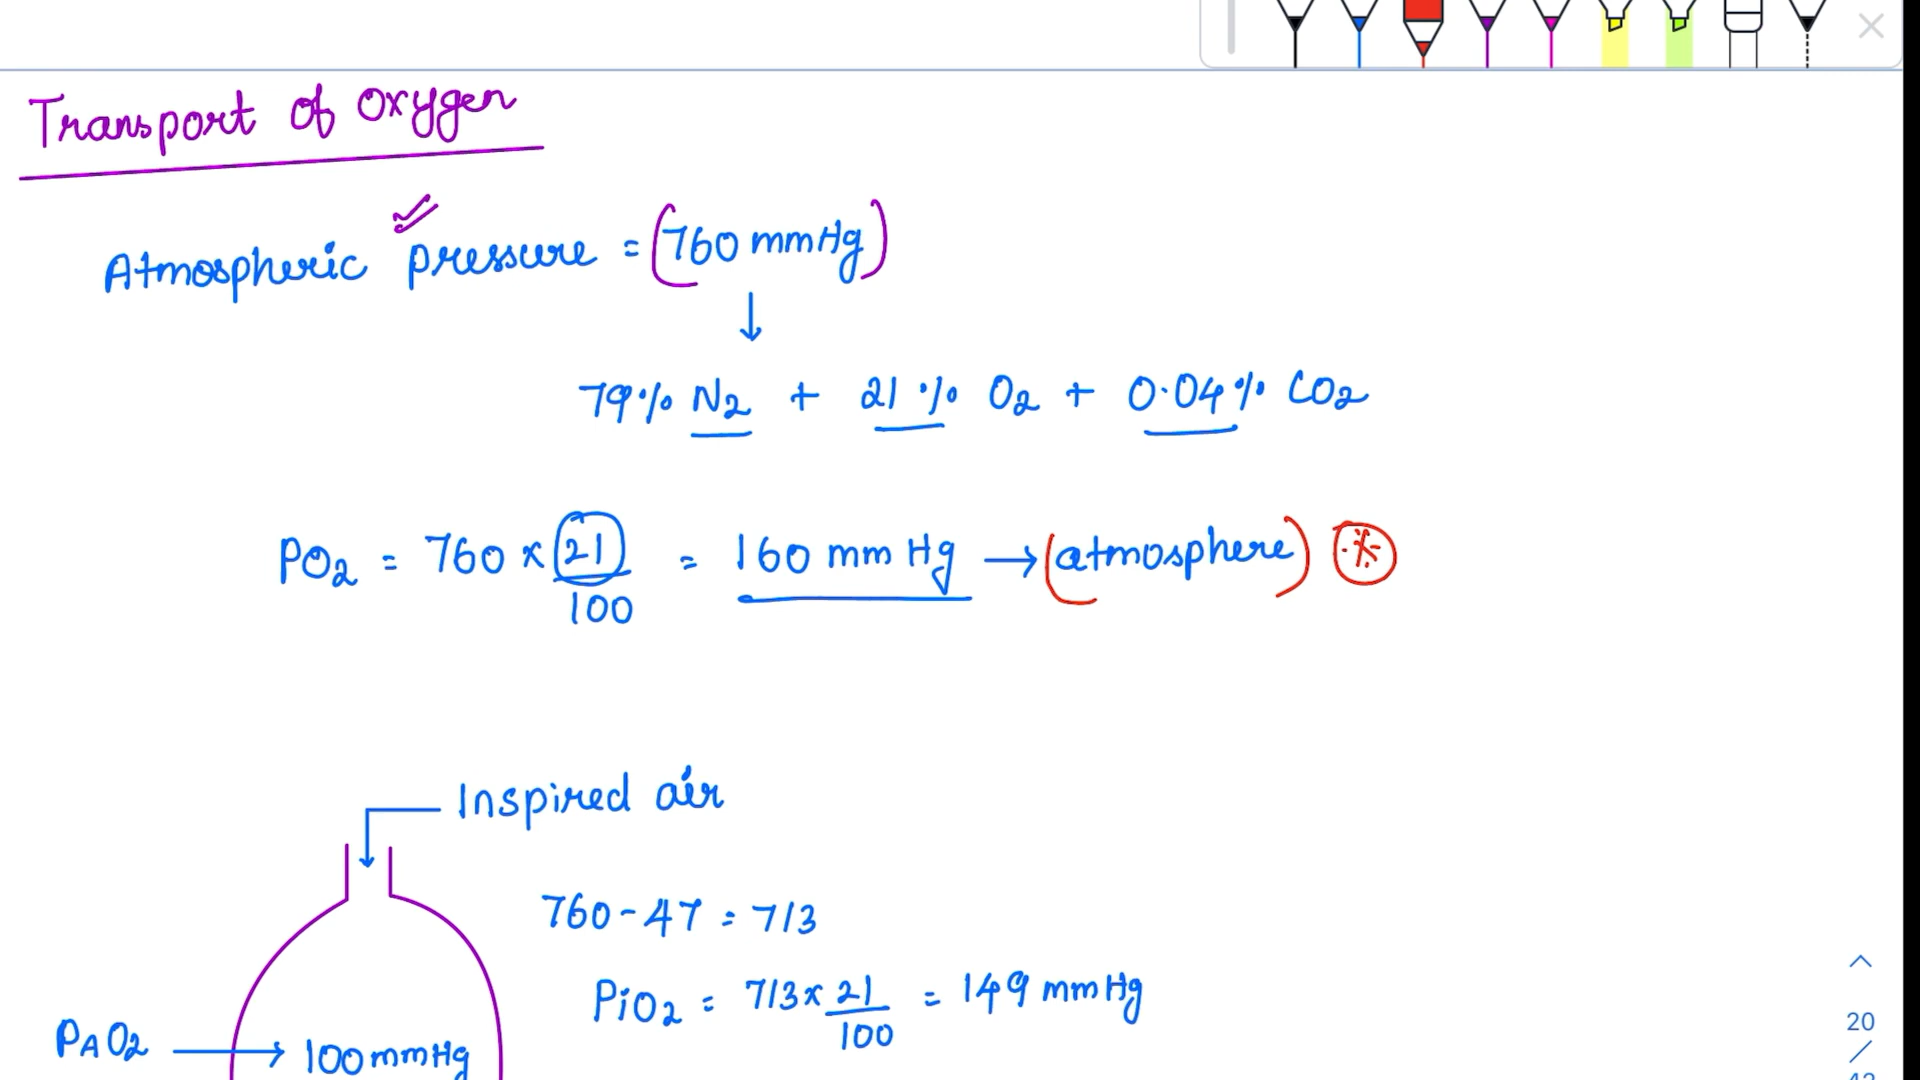 Transport of Oxygen
Atmospheric pressure = (760 mmHg)
↓
79% N2 + 21% O2 + 0.04% CO2
PO2 = 760 × 21/100 = 160 mm Hg → (atmosphere) *
Inspired air
760 - 47 = 713
PiO2 = 713 × 21/100 = 149 mmHg
PAO2 → 100 mmHg
20
/